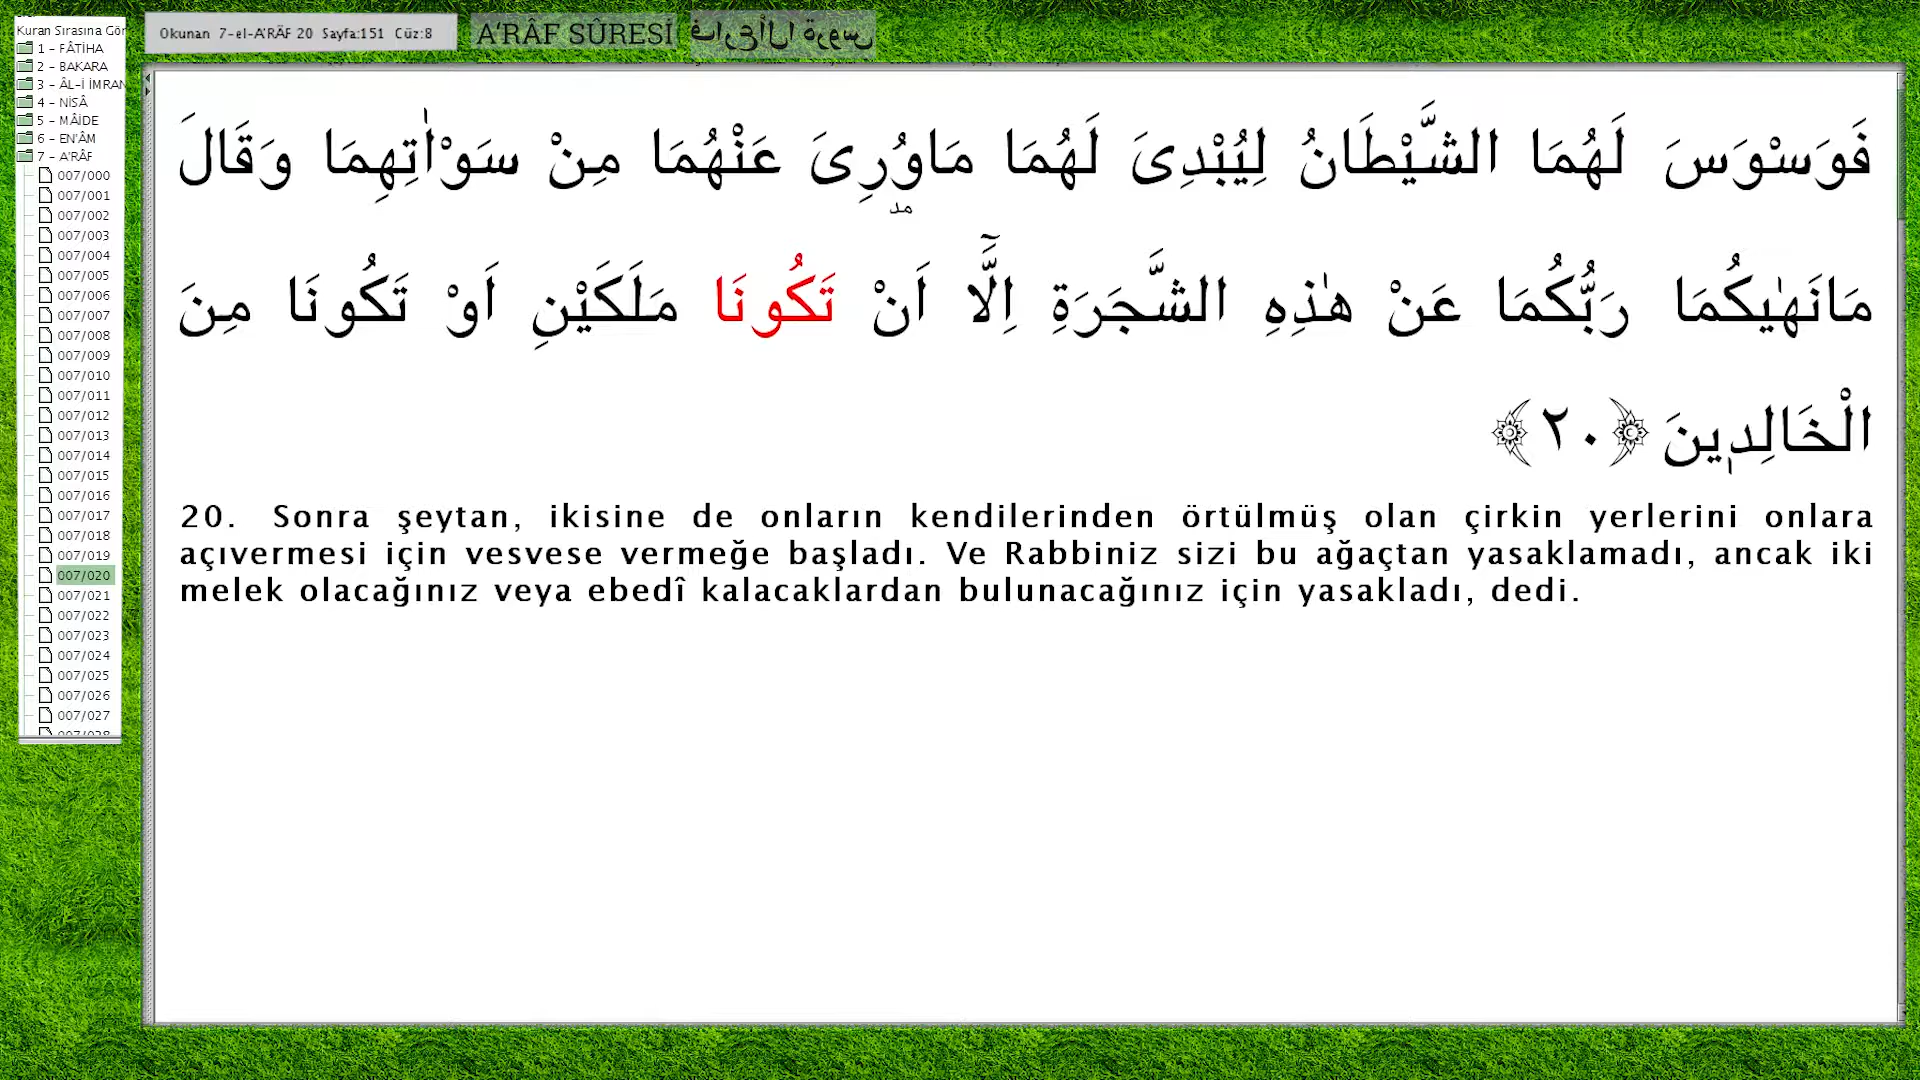 Kuran Sırasına Gör
1 - FÂTİHA
2 - BAKARA
3 - ÂL-İ İMRAN
4 - NİSÂ
5 - MÂİDE
6 - EN'ÂM
7 - A'RÂF
007/000
007/001
007/002
007/003
007/004
007/005
007/006
007/007
007/008
007/009
007/010
007/011
007/012
007/013
007/014
007/015
007/016
007/017
007/018
007/019
007/020
007/021
007/022
007/023
007/024
007/025
007/026
007/027
007/028
Okunan 7-el-A'RÂF 20 Sayfa:151 Cüz:8
A'RÂF SÛRESİ سورة الأعراف
فَوَسْوَسَ لَهُمَا الشَّيْطَانُ لِيُبْدِىَ لَهُمَا مَاوُ۫رِىَ عَنْهُمَا مِنْ سَوْاٰتِهِمَا وَقَالَ
مَانَهٰيكُمَا رَبُّكُمَا عَنْ هٰذِهِ الشَّجَرَةِ اِلَّٓا اَنْ تَكُونَا مَلَكَيْنِ اَوْ تَكُونَا مِنَ
الْخَالِدٖينَ ﴿٢٠﴾
20. Sonra şeytan, ikisine de onların kendilerinden örtülmüş olan çirkin yerlerini onlara
açıvermesi için vesvese vermeğe başladı. Ve Rabbiniz sizi bu ağaçtan yasaklamadı, ancak iki
melek olacağınız veya ebedî kalacaklardan bulunacağınız için yasakladı, dedi.